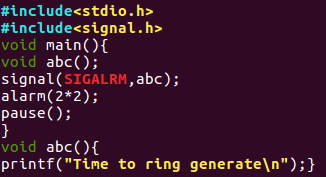 #include<stdio.h>
#include<signal.h>
void main(){
void abc();
signal(SIGALRM,abc);
alarm(2*2);
pause();
}
void abc(){
printf("Time to ring generate\n");}